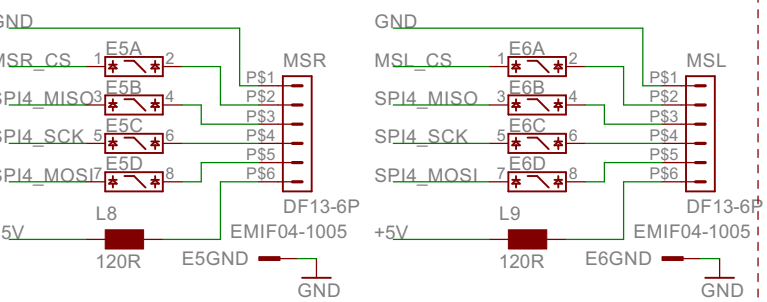 GND
MSR_CS
1
E5A
2
SPI4_MISO
3
E5B
4
SPI4_SCK
5
E5C
6
SPI4_MOSI
7
E5D
8
MSR
P$1
P$2
P$3
P$4
P$5
P$6
DF13-6P
+5V
L8
120R
EMIF04-1005
E5GND
GND
GND
MSL_CS
1
E6A
2
SPI4_MISO
3
E6B
4
SPI4_SCK
5
E6C
6
SPI4_MOSI
7
E6D
8
MSL
P$1
P$2
P$3
P$4
P$5
P$6
DF13-6P
+5V
L9
120R
EMIF04-1005
E6GND
GND